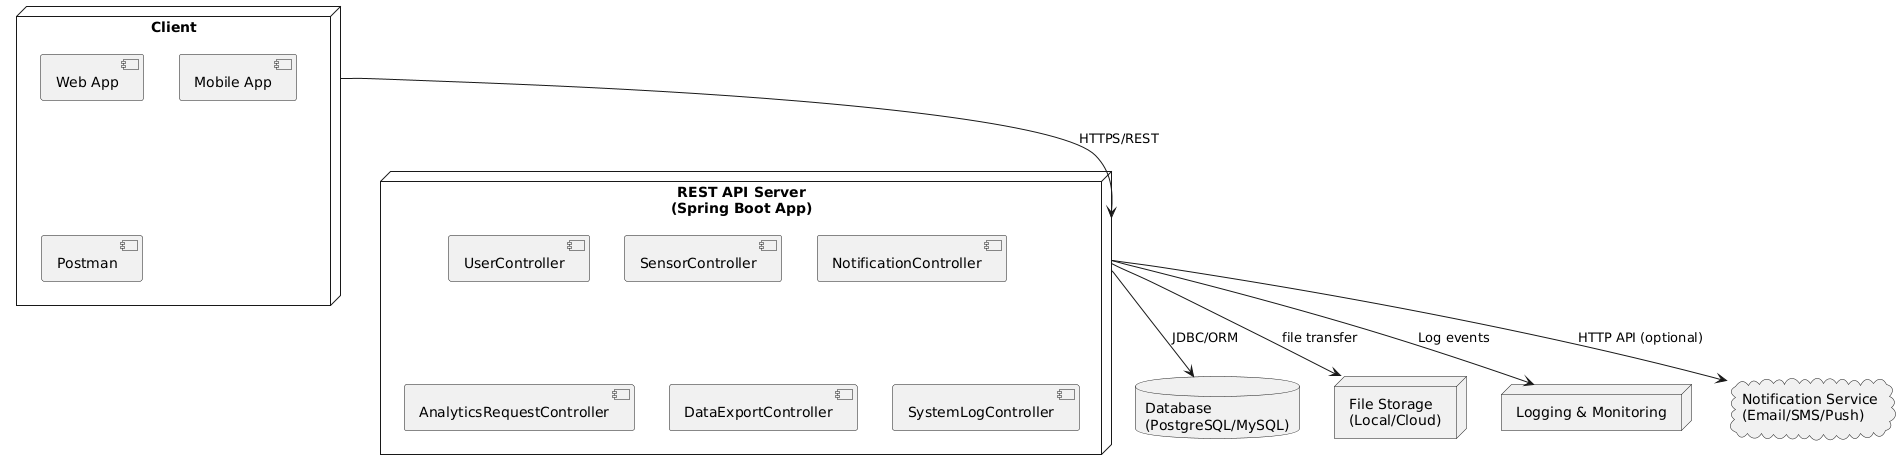 Client
Web App
Mobile App
HTTPS/REST
REST API Server
(Spring Boot App)
Postman
UserController
SensorController
NotificationController
JDBC/ORM
file transfer
Log events
HTTP API (optional)
AnalyticsRequestController
DataExportController
SystemLogController
Database
(PostgreSQL/MySQL)
File Storage
(Local/Cloud)
Logging & Monitoring
Notification Service
(Email/SMS/Push)